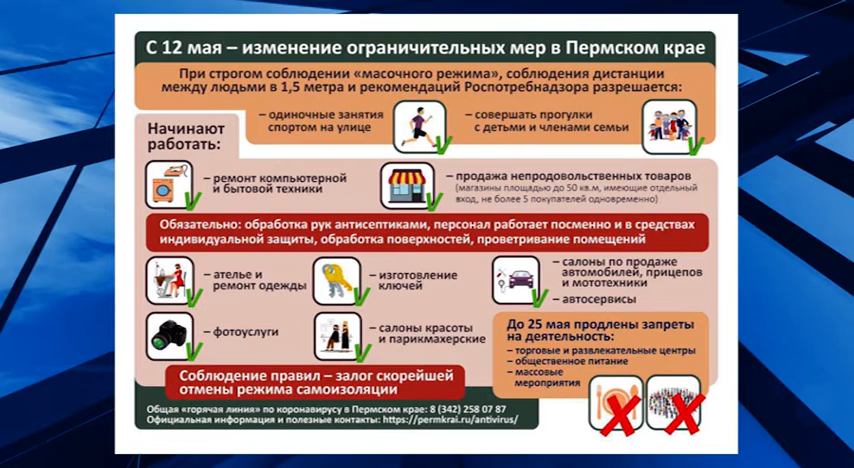 С 12 мая – изменение ограничительных мер в Пермском крае
При строгом соблюдении «масочного режима», соблюдения дистанции
между людьми в 1,5 метра и рекомендаций Роспотребнадзора разрешается:
– одиночные занятия
спортом на улице
– совершать прогулки
с детьми и членами семьи
Начинают
работать:
– ремонт компьютерной
и бытовой техники
– продажа непродовольственных товаров
(магазины площадью до 50 кв.м, имеющие отдельный
вход, не более 5 покупателей одновременно)
Обязательно: обработка рук антисептиками, персонал работает посменно и в средствах
индивидуальной защиты, обработка поверхностей, проветривание помещений
– ателье и
ремонт одежды
– изготовление
ключей
– салоны по продаже
автомобилей, прицепов
и мототехники
– автосервисы
– фотоуслуги
– салоны красоты
и парикмахерские
До 25 мая продлены запреты
на деятельность:
– торговые и развлекательные центры
– общественное питание
– массовые
мероприятия
Соблюдение правил – залог скорейшей
отмены режима самоизоляции
Общая «горячая линия» по коронавирусу в Пермском крае: 8 (342) 258 07 87
Официальная информация и полезные контакты: https://permkrai.ru/antivirus/